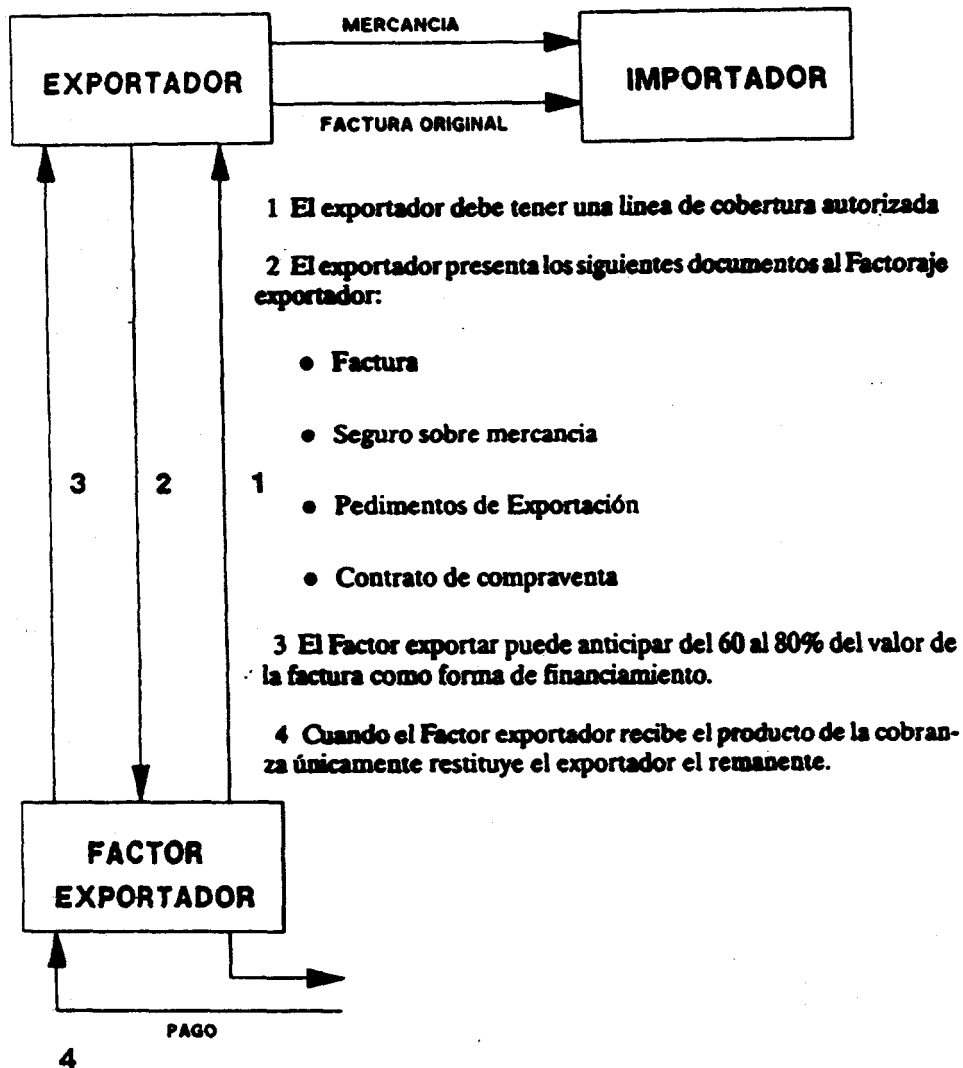 MERCANCIA
EXPORTADOR
IMPORTADOR
FACTURA ORIGINAL
1 El exportador debe tener una linea de cobertura autorizada
2 El exportador presenta los siguientes documentos al Factoraje
exportador:
● Factura
● Seguro sobre mercancia
3 2 1
● Pedimentos de Exportación
● Contrato de compraventa
3 El Factor exportar puede anticipar del 60 al 80% del valor de
la factura como forma de financiamiento.
4 Cuando el Factor exportador recibe el producto de la cobran-
za únicamente restituye el exportador el remanente.
FACTOR
EXPORTADOR
PAGO
4